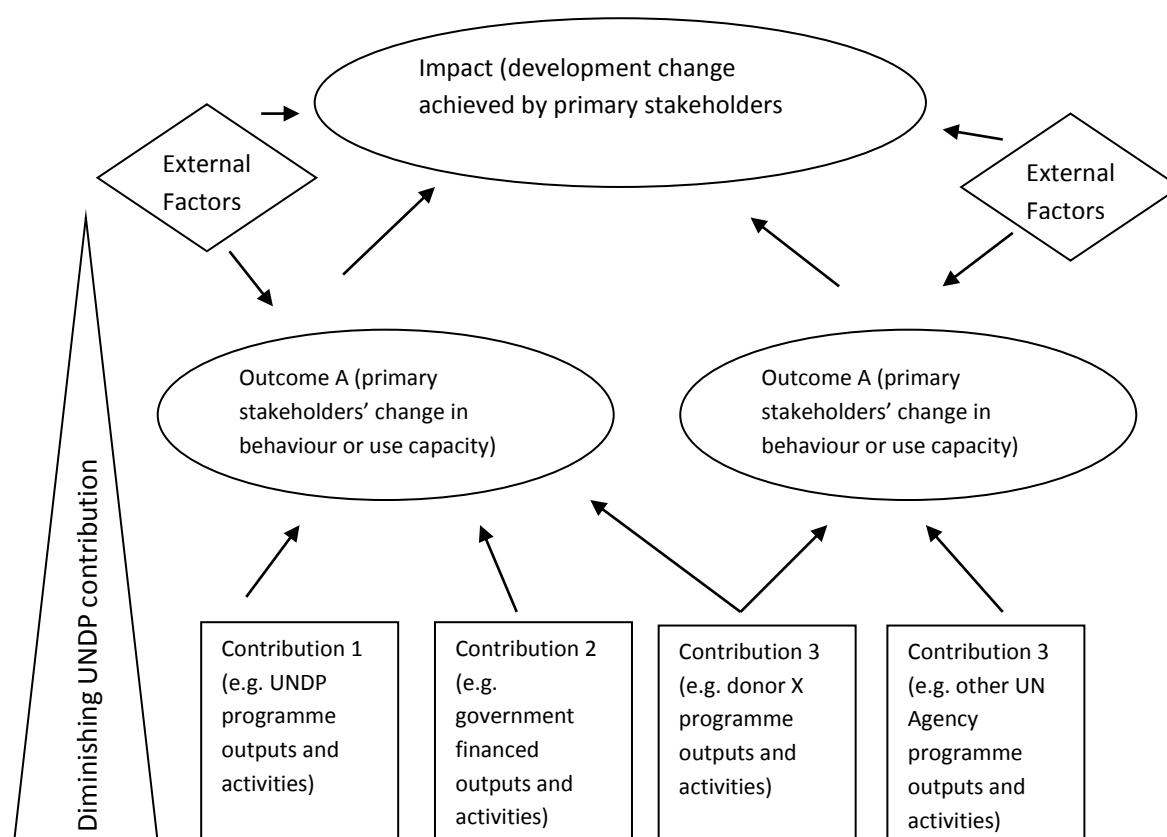 Impact (development change
achieved by primary stakeholders
External
Factors
External
Factors
Outcome A (primary
stakeholders’ change in
behaviour or use capacity)
Outcome A (primary
stakeholders’ change in
behaviour or use capacity)
Diminishing UNDP contribution
Contribution 1
(e.g. UNDP
programme
outputs and
activities)
Contribution 2
(e.g.
government
financed
outputs and
activities)
Contribution 3
(e.g. donor X
programme
outputs and
activities)
Contribution 3
(e.g. other UN
Agency
programme
outputs and
activities)